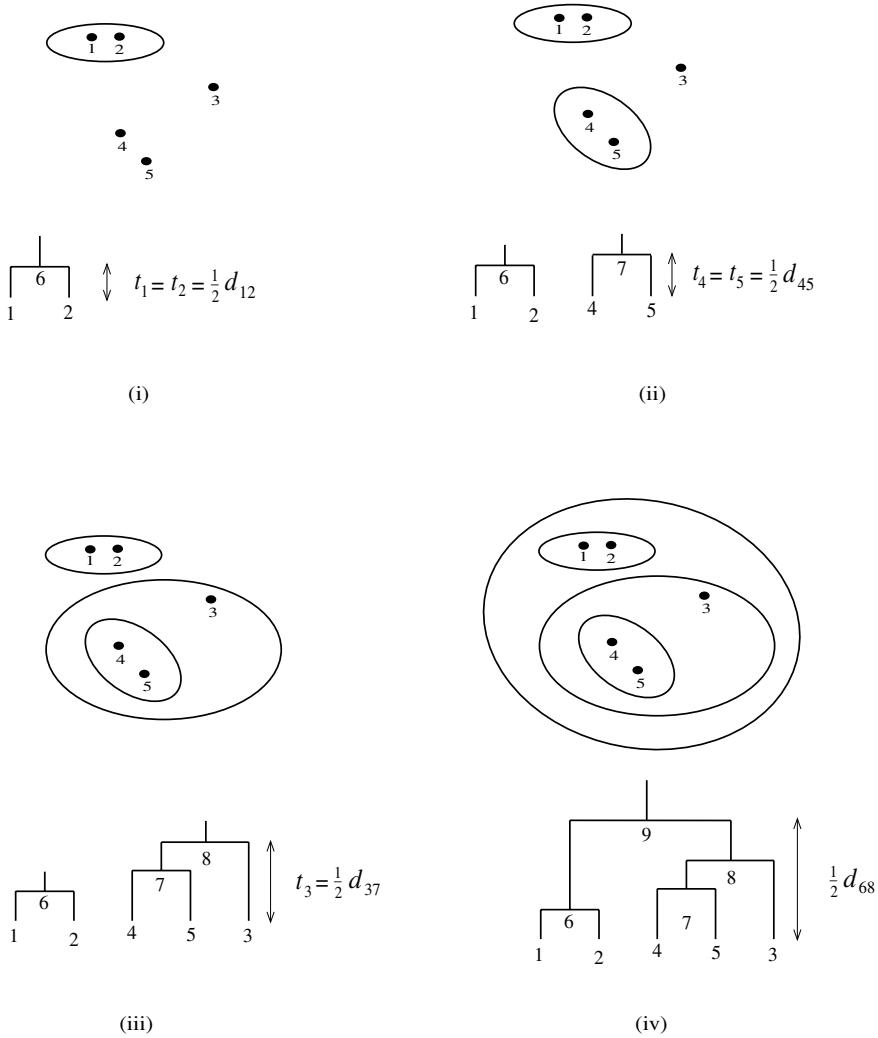 1 2
3
4
5
6
1 2
t₁ = t₂ = ½ d₁₂
(i)
1 2
3
4
5
6 7
1 2 4 5
t₄ = t₅ = ½ d₄₅
(ii)
1 2
3
4
5
8
7
6
1 2 4 5 3
t₃ = ½ d₃₇
(iii)
1 2
3
4
5
9
8
6 7
1 2 4 5 3
½ d₆₈
(iv)